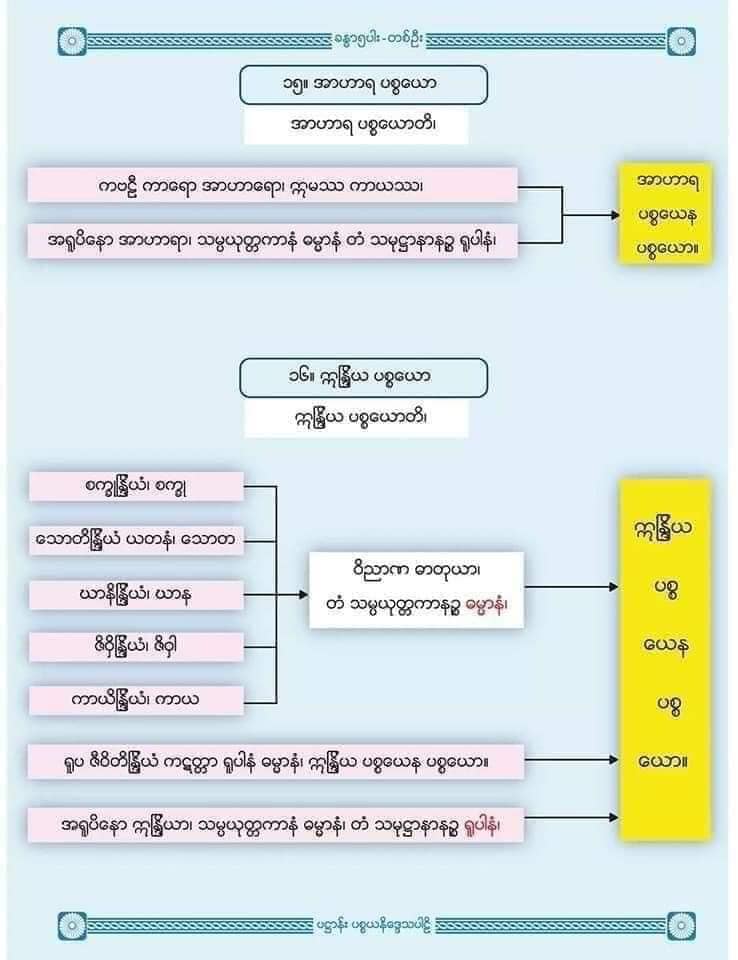 ခန္ဓာ၅ပါး-တစ်ဦး
၁၅။ အာဟာရ ပစ္စယော
အာဟာရ ပစ္စယောတိ၊
ကဗဠီ ကာရော အာဟာရော၊ ဣမဿ ကာယဿ၊
အရူပိနော အာဟာရာ၊ သမ္ပယုတ္တကာနံ ဓမ္မာနံ တံ သမုဋ္ဌာနာနဉ္စ ရူပါနံ၊
အာဟာရ
ပစ္စယေန
ပစ္စယော။
၁၆။ ဣန္ဒြိယ ပစ္စယော
ဣန္ဒြိယ ပစ္စယောတိ၊
စက္ခုန္ဒြိယံ၊ စက္ခု
သောတိန္ဒြိယံ ယတနံ၊ သောတ
ဃာနိန္ဒြိယံ၊ ဃာန
ဇိဝှိန္ဒြိယံ၊ ဇိဝှါ
ကာယိန္ဒြိယံ၊ ကာယ
ဝိညာဏ ဓာတုယာ၊
တံ သမ္ပယုတ္တကာနဉ္စ ဓမ္မာနံ၊
ရူပ ဇီဝိတိန္ဒြိယံ ကဋတ္တာ ရူပါနံ ဓမ္မာနံ၊ ဣန္ဒြိယ ပစ္စယေန ပစ္စယော။
အရူပိနော ဣန္ဒြိယာ၊ သမ္ပယုတ္တကာနံ ဓမ္မာနံ၊ တံ သမုဋ္ဌာနာနဉ္စ ရူပါနံ၊
ဣန္ဒြိယ
ပစ္စ
ယေန
ပစ္စ
ယော။
ပဋ္ဌာန်း ပစ္စယနိဒ္ဒေသပါဠိ